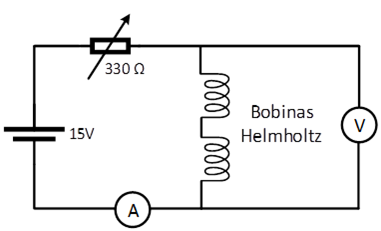 330 Ω
15V
Bobinas
Helmholtz
V
A